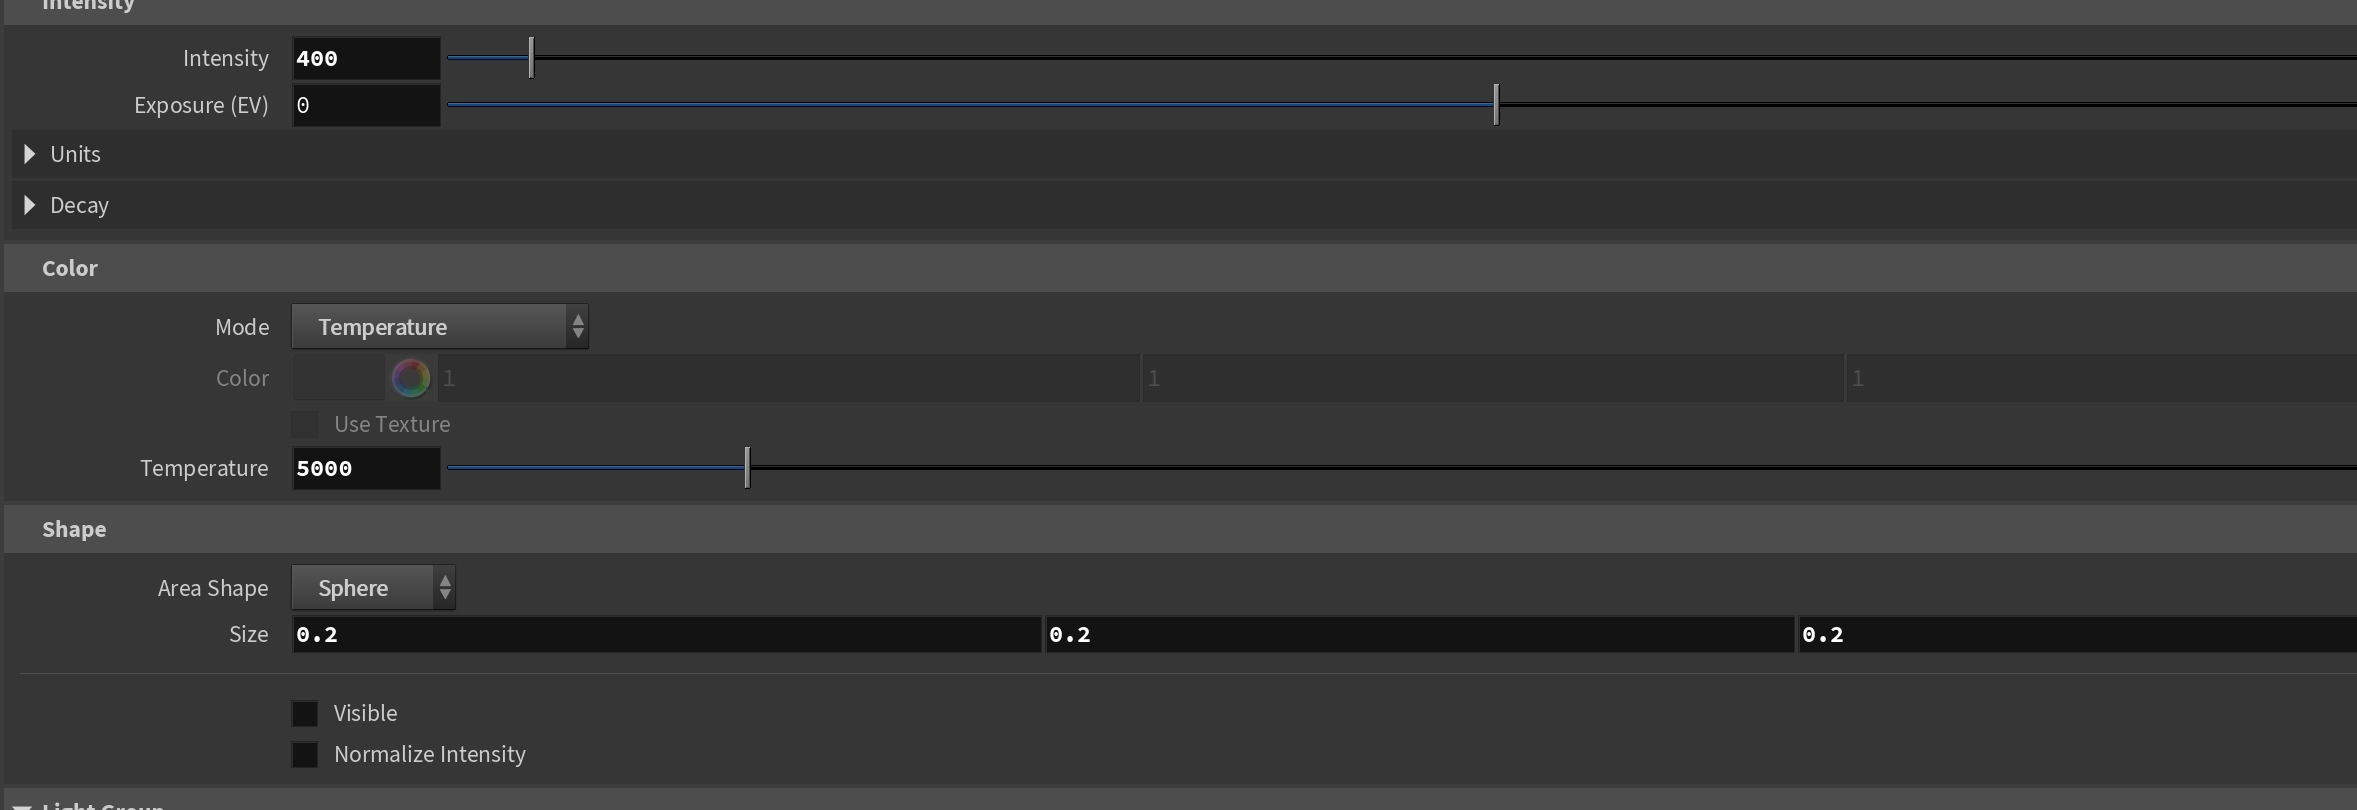 Intensity
Intensity 400
Exposure (EV) 0
Units
Decay
Color
Mode Temperature
Color 1 1 1
Use Texture
Temperature 5000
Shape
Area Shape Sphere
Size 0.2 0.2 0.2
Visible
Normalize Intensity
Light Group